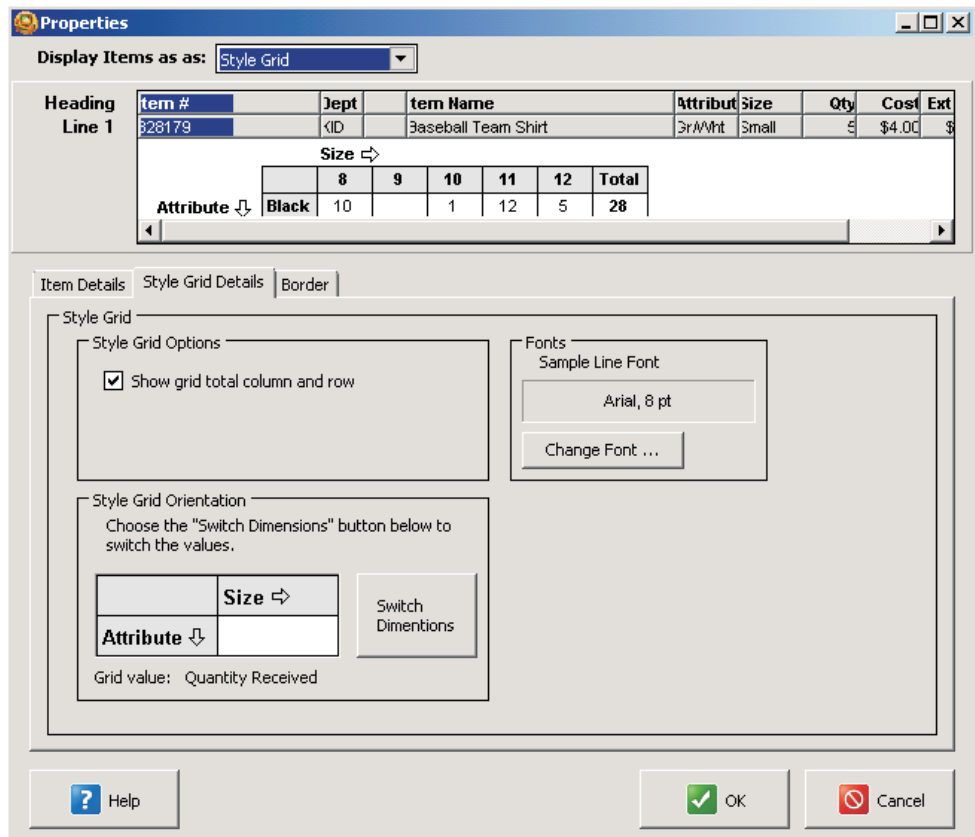 Properties
Display Items as as: Style Grid
Heading tem # Dept tem Name Attribut Size Qty Cost Ext
Line 1 328179 KID Baseball Team Shirt Gr/Wht Small 5 $4.00 $
Size
8 9 10 11 12 Total
Attribute Black 10 1 12 5 28
Item Details Style Grid Details Border
Style Grid
Style Grid Options Fonts
Sample Line Font
Show grid total column and row
Arial, 8 pt
Change Font ...
Style Grid Orientation
Choose the "Switch Dimensions" button below to
switch the values.
Size
Switch
Dimentions
Attribute
Grid value: Quantity Received
? Help OK Cancel